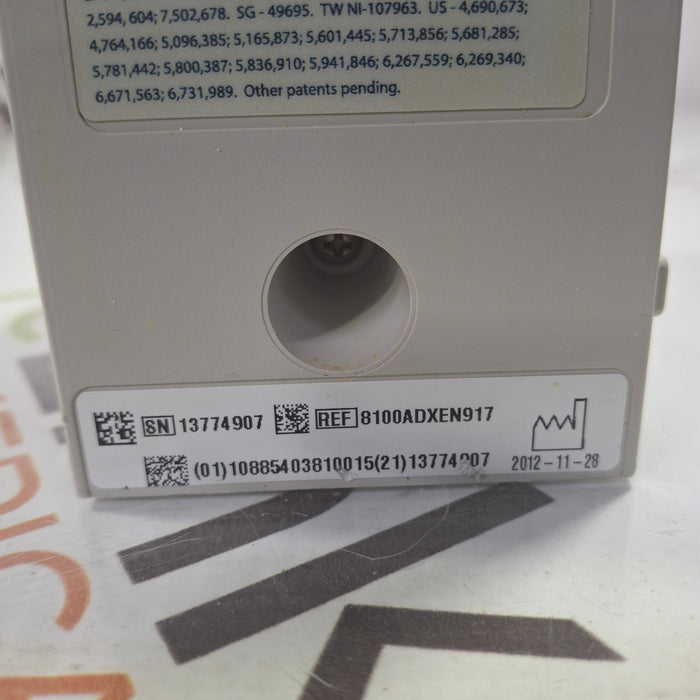 2,594,604; 7,502,678. SG - 49695. TW NI-107963. US - 4,690,673;
4,764,166; 5,096,385; 5,165,873; 5,601,445; 5,713,856; 5,681,285;
5,781,442; 5,800,387; 5,836,910; 5,941,846; 6,267,559; 6,269,340;
6,671,563; 6,731,989. Other patents pending.
SN 13774907 REF 8100ADXEN917
(01)10885403810015(21)13774907 2012-11-28
EDIC